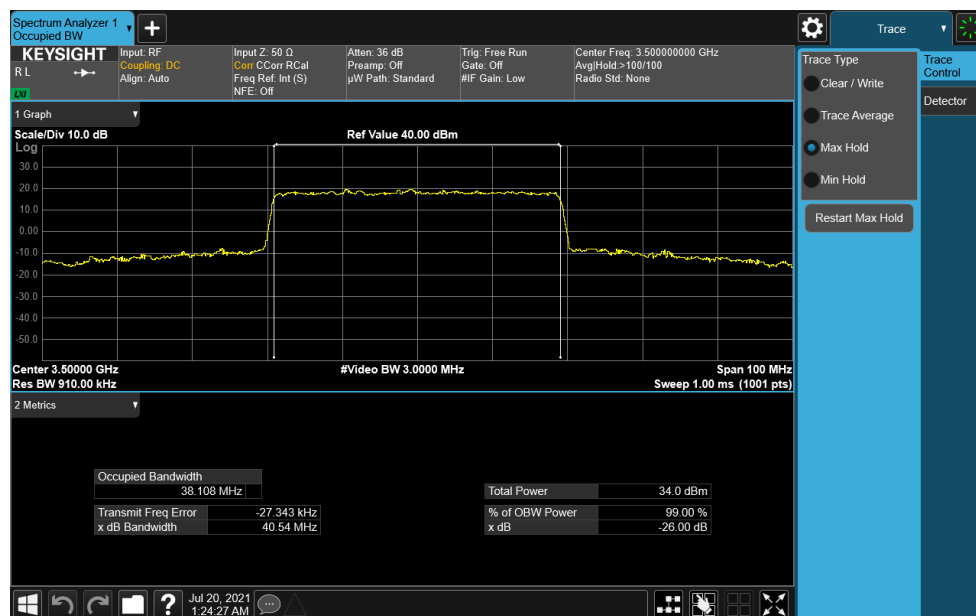 Spectrum Analyzer 1
Occupied BW
Trace
KEYSIGHT
R L
LXI
Input: RF
Coupling: DC
Align: Auto
Input Z: 50 Ω
Corr CCorr RCal
Freq Ref: Int (S)
NFE: Off
Atten: 36 dB
Preamp: Off
µW Path: Standard
Trig: Free Run
Gate: Off
#IF Gain: Low
Center Freq: 3.500000000 GHz
Avg|Hold:>100/100
Radio Std: None
Trace Type
Clear / Write
Trace Average
Max Hold
Min Hold
Restart Max Hold
Trace
Control
Detector
1 Graph
Scale/Div 10.0 dB
Ref Value 40.00 dBm
Log
30.0
20.0
10.0
0.00
-10.0
-20.0
-30.0
-40.0
-50.0
Center 3.50000 GHz
#Video BW 3.0000 MHz
Span 100 MHz
Res BW 910.00 kHz
Sweep 1.00 ms (1001 pts)
2 Metrics
Occupied Bandwidth
38.108 MHz
Total Power 34.0 dBm
Transmit Freq Error -27.343 kHz
% of OBW Power 99.00 %
x dB Bandwidth 40.54 MHz
x dB -26.00 dB
?
Jul 20, 2021
1:24:27 AM